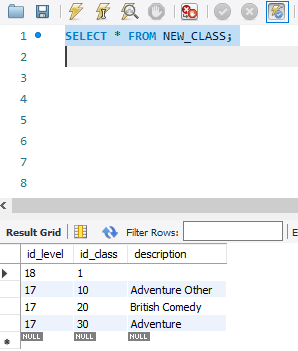 1 SELECT * FROM NEW_CLASS;
2
3
4
5
6
7
8
Result Grid Filter Rows: E
id_level id_class description
18 1
17 10 Adventure Other
17 20 British Comedy
17 30 Adventure
NULL NULL NULL